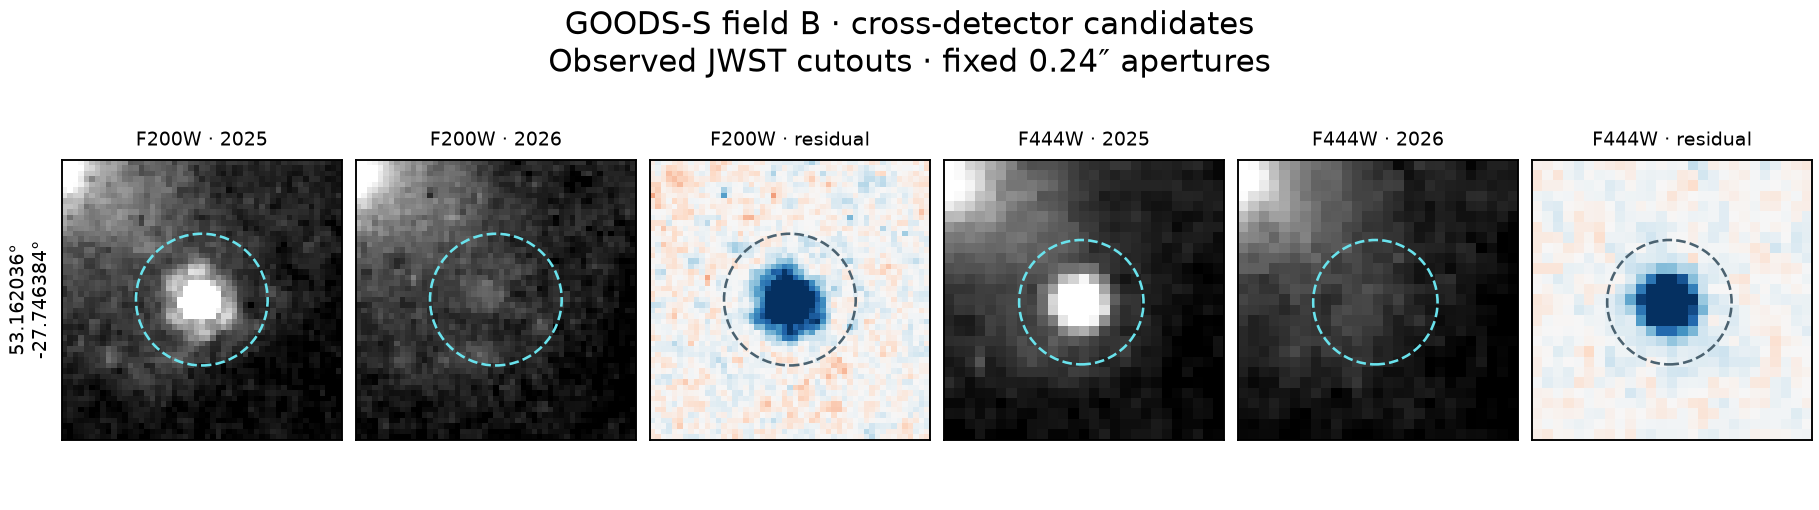 GOODS-S field B · cross-detector candidates
Observed JWST cutouts · fixed 0.24″ apertures
F200W · 2025
F200W · 2026
F200W · residual
F444W · 2025
F444W · 2026
F444W · residual
53.162036°
-27.746384°